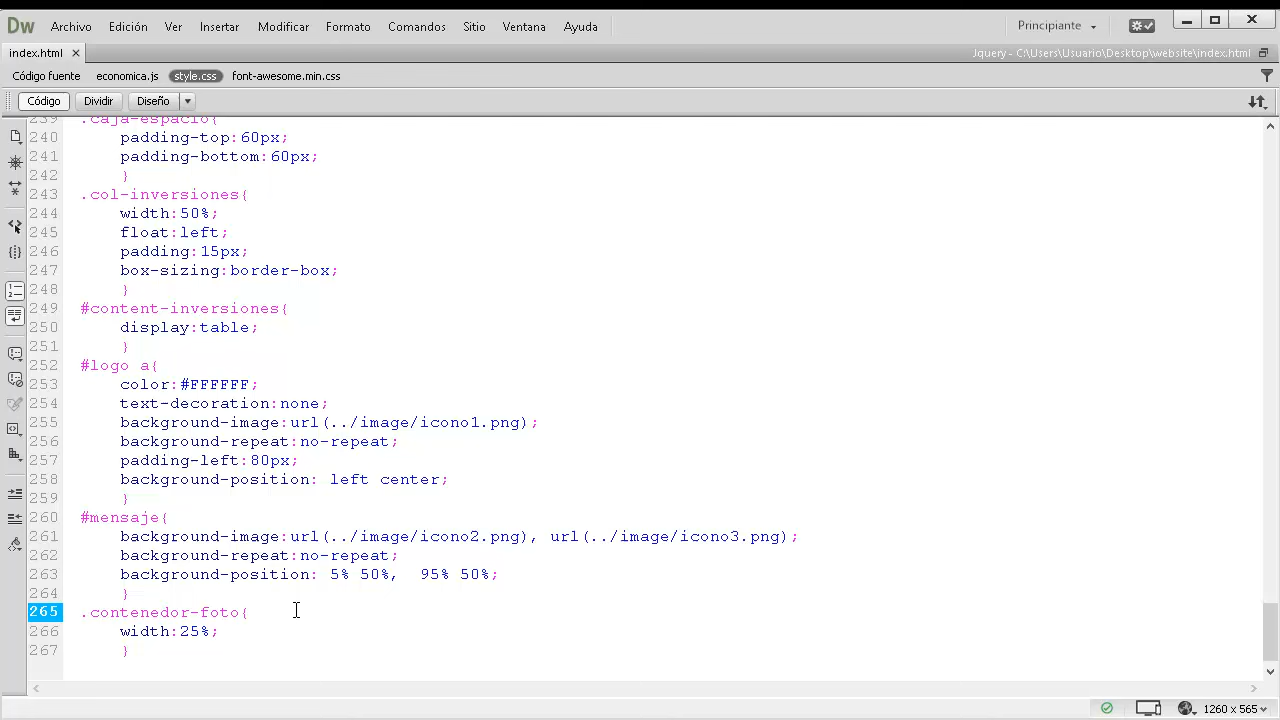 Dw Archivo Edición Ver Insertar Modificar Formato Comandos Sitio Ventana Ayuda Principiante
index.html Jquery - C:\Users\Usuario\Desktop\website\index.html
Código fuente economica.js style.css font-awesome.min.css
Código Dividir Diseño
239 .caja-espacio{
240 padding-top:60px;
241 padding-bottom:60px;
242 }
243 .col-inversiones{
244 width:50%;
245 float:left;
246 padding:15px;
247 box-sizing:border-box;
248 }
249 #content-inversiones{
250 display:table;
251 }
252 #logo a{
253 color:#FFFFFF;
254 text-decoration:none;
255 background-image:url(../image/icono1.png);
256 background-repeat:no-repeat;
257 padding-left:80px;
258 background-position: left center;
259 }
260 #mensaje{
261 background-image:url(../image/icono2.png), url(../image/icono3.png);
262 background-repeat:no-repeat;
263 background-position: 5% 50%, 95% 50%;
264 }
265 .contenedor-foto{
266 width:25%;
267 }
1260 x 565